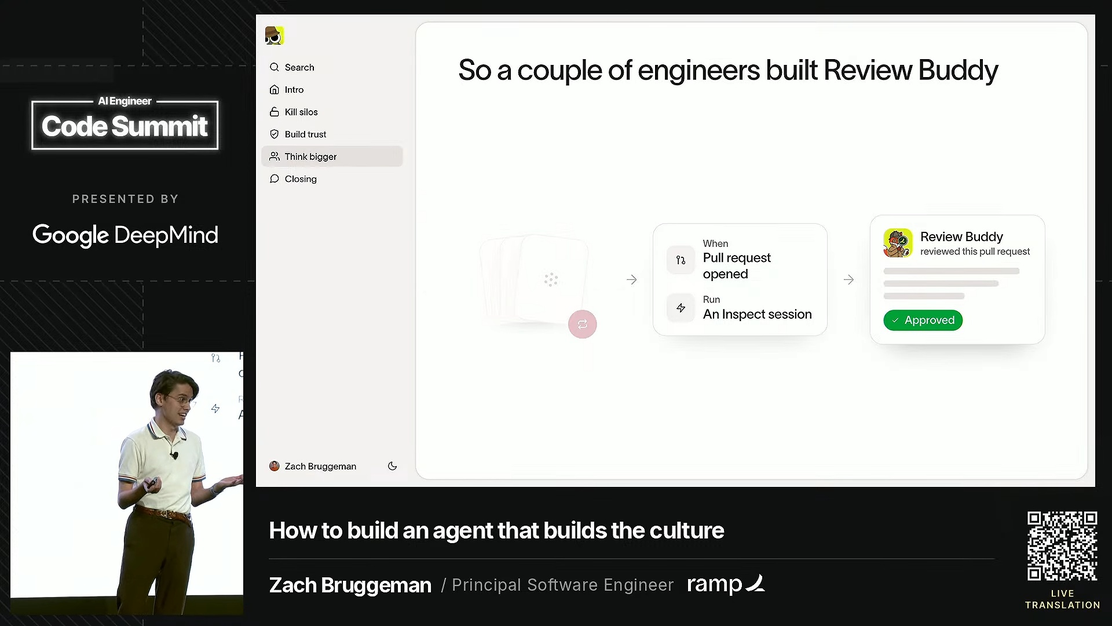 AI Engineer
Code Summit
PRESENTED BY
Google DeepMind
Search
Intro
Kill silos
Build trust
Think bigger
Closing
Zach Bruggeman
So a couple of engineers built Review Buddy
When
Pull request
opened
Run
An Inspect session
Review Buddy
reviewed this pull request
Approved
How to build an agent that builds the culture
Zach Bruggeman / Principal Software Engineer ramp
LIVE
TRANSLATION